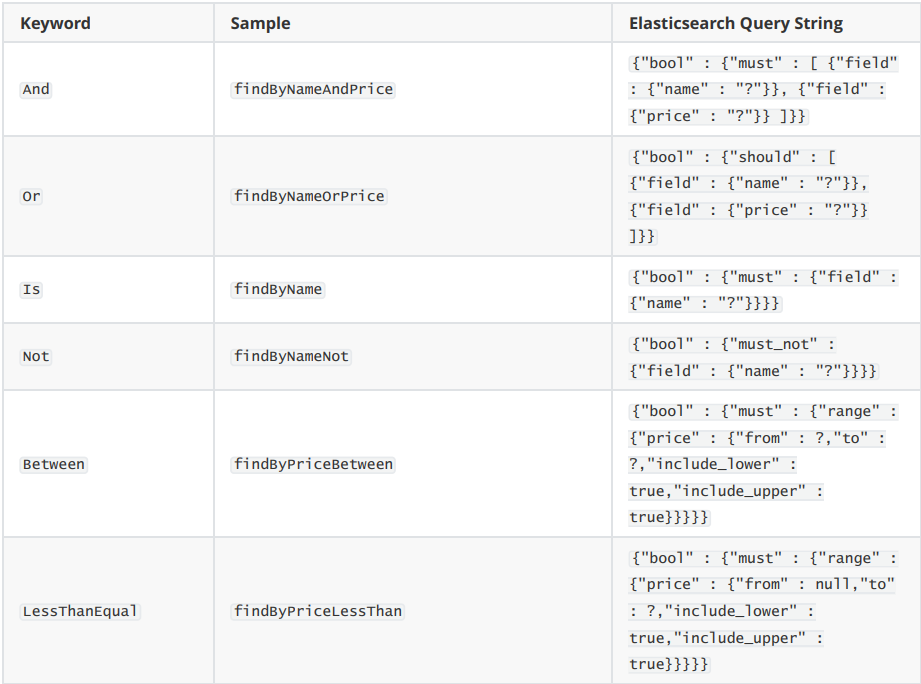 Keyword Sample Elasticsearch Query String
{"bool" : {"must" : [ {"field"
And findByNameAndPrice : {"name" : "?"}}, {"field" :
{"price" : "?"}} ]}}
{"bool" : {"should" : [
{"field" : {"name" : "?"}},
Or findByNameOrPrice
{"field" : {"price" : "?"}}
]}}
Is findByName
{"bool" : {"must" : {"field" :
{"name" : "?"}}}}
Not findByNameNot
{"bool" : {"must_not" :
{"field" : {"name" : "?"}}}}
{"bool" : {"must" : {"range" :
{"price" : {"from" : ?,"to" :
Between findByPriceBetween ?,"include_lower" :
true,"include_upper" :
true}}}}}
{"bool" : {"must" : {"range" :
{"price" : {"from" : null,"to"
LessThanEqual findByPriceLessThan : ?,"include_lower" :
true,"include_upper" :
true}}}}}